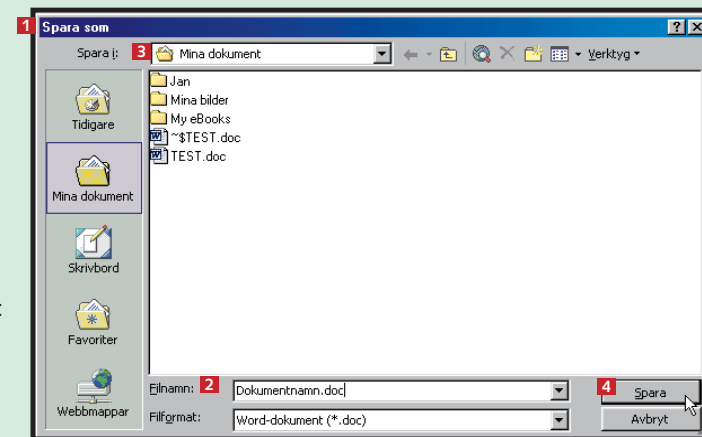 1 Spara som
Spara i: 3 Mina dokument Verktyg
Jan
Mina bilder
My eBooks
~$TEST.doc
TEST.doc
Tidigare
Mina dokument
Skrivbord
Favoriter
Webbmappar
Filnamn: 2 Dokumentnamn.doc 4 Spara
Filformat: Word-dokument (*.doc) Avbryt